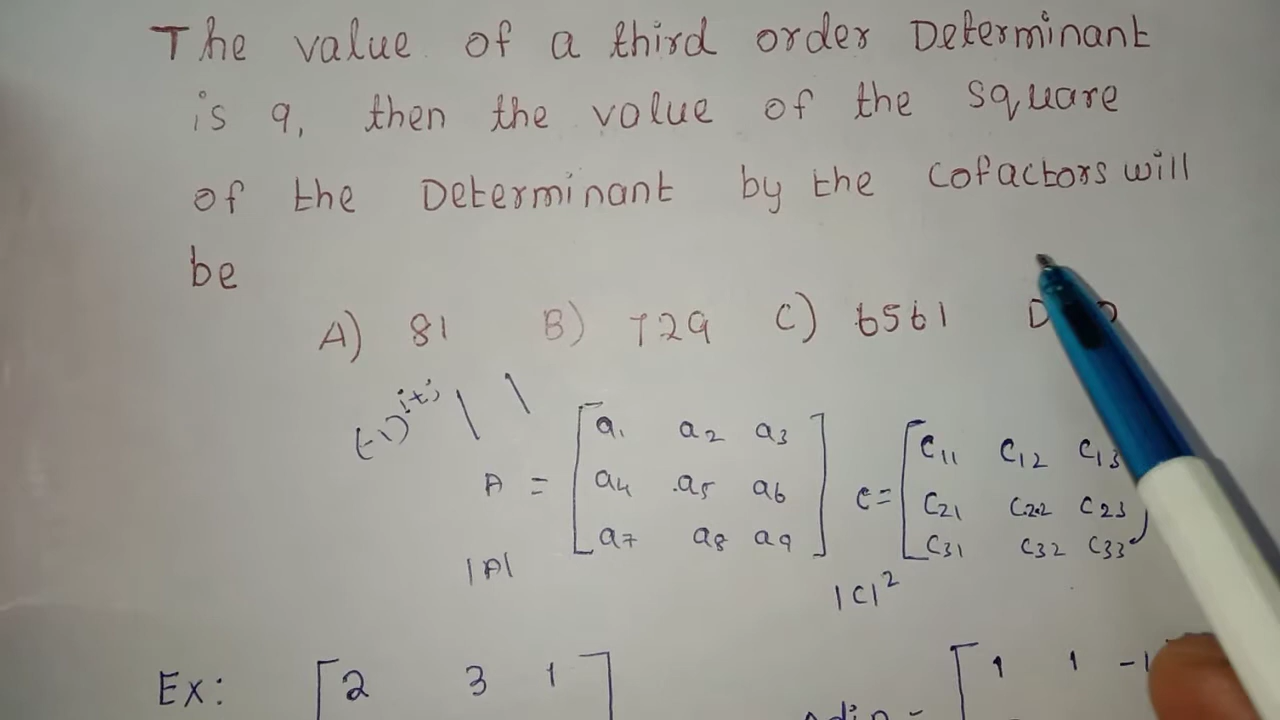 The value of a third order Determinant
is 9, then the value of the square
of the Determinant by the cofactors will
be
A) 81 B) 729 C) 6561 D
(-1)^{i+j} | |
A = [a₁ a₂ a₃
a₄ a₅ a₆
a₇ a₈ a₉]
c = [C₁₁ C₁₂ C₁₃
C₂₁ C₂₂ C₂₃
C₃₁ C₃₂ C₃₃]
|A|
|C|²
Ex: [2 3 1]
[1 1 -1